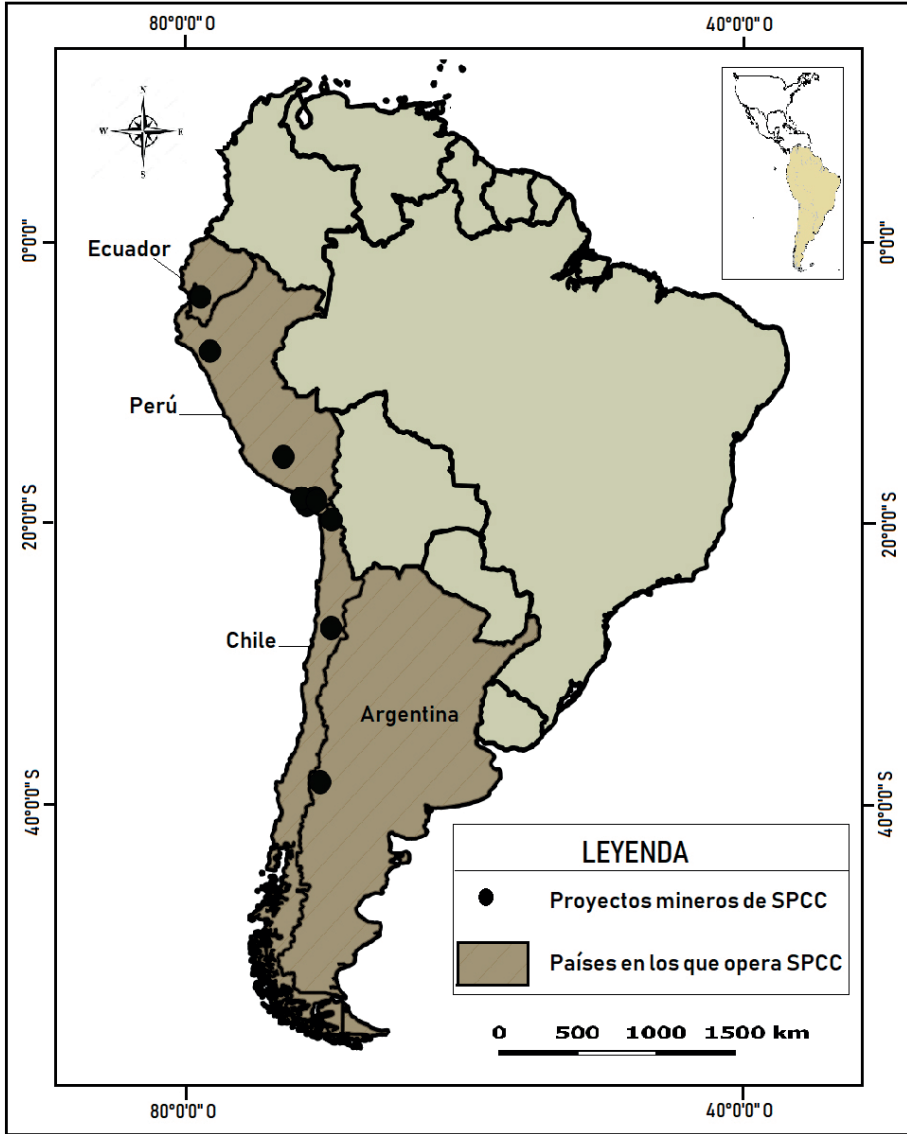 80°0'0"O
40°0'0"O
N
W
E
S
0°0'0"
0°0'0"
Ecuador
Perú
20°0'0" S
20°0'0" S
Chile
Argentina
40°0'0" S
40°0'0" S
LEYENDA
Proyectos mineros de SPCC
Países en los que opera SPCC
0 500 1000 1500 km
80°0'0" O
40°0'0"O